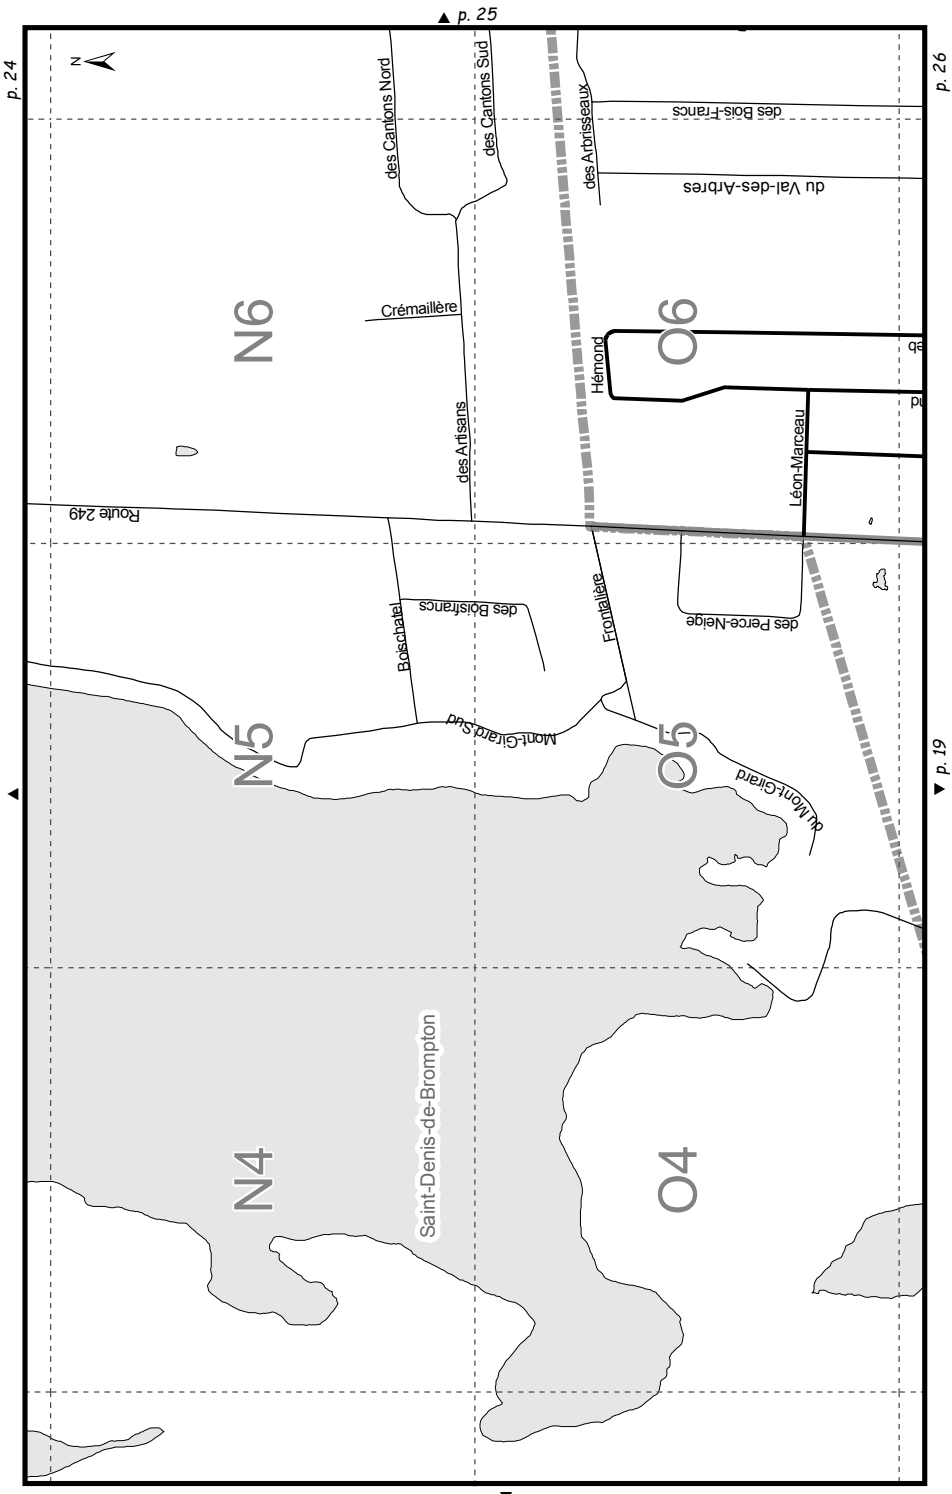 p. 25
p. 24
p. 26
N
des Cantons Nord
des Cantons Sud
des Arbrisseaux
des Bois-Francs
du Val-des-Arbres
Crémaillère
N6
O6
Hémond
des Artisans
Léon-Marceau
Route 249
Boischatel
des Boisfrancs
Frontalière
des Perce-Neige
Mont-Girard Sud
N5
O5
du Mont-Girard
p. 19
Saint-Denis-de-Brompton
N4
O4